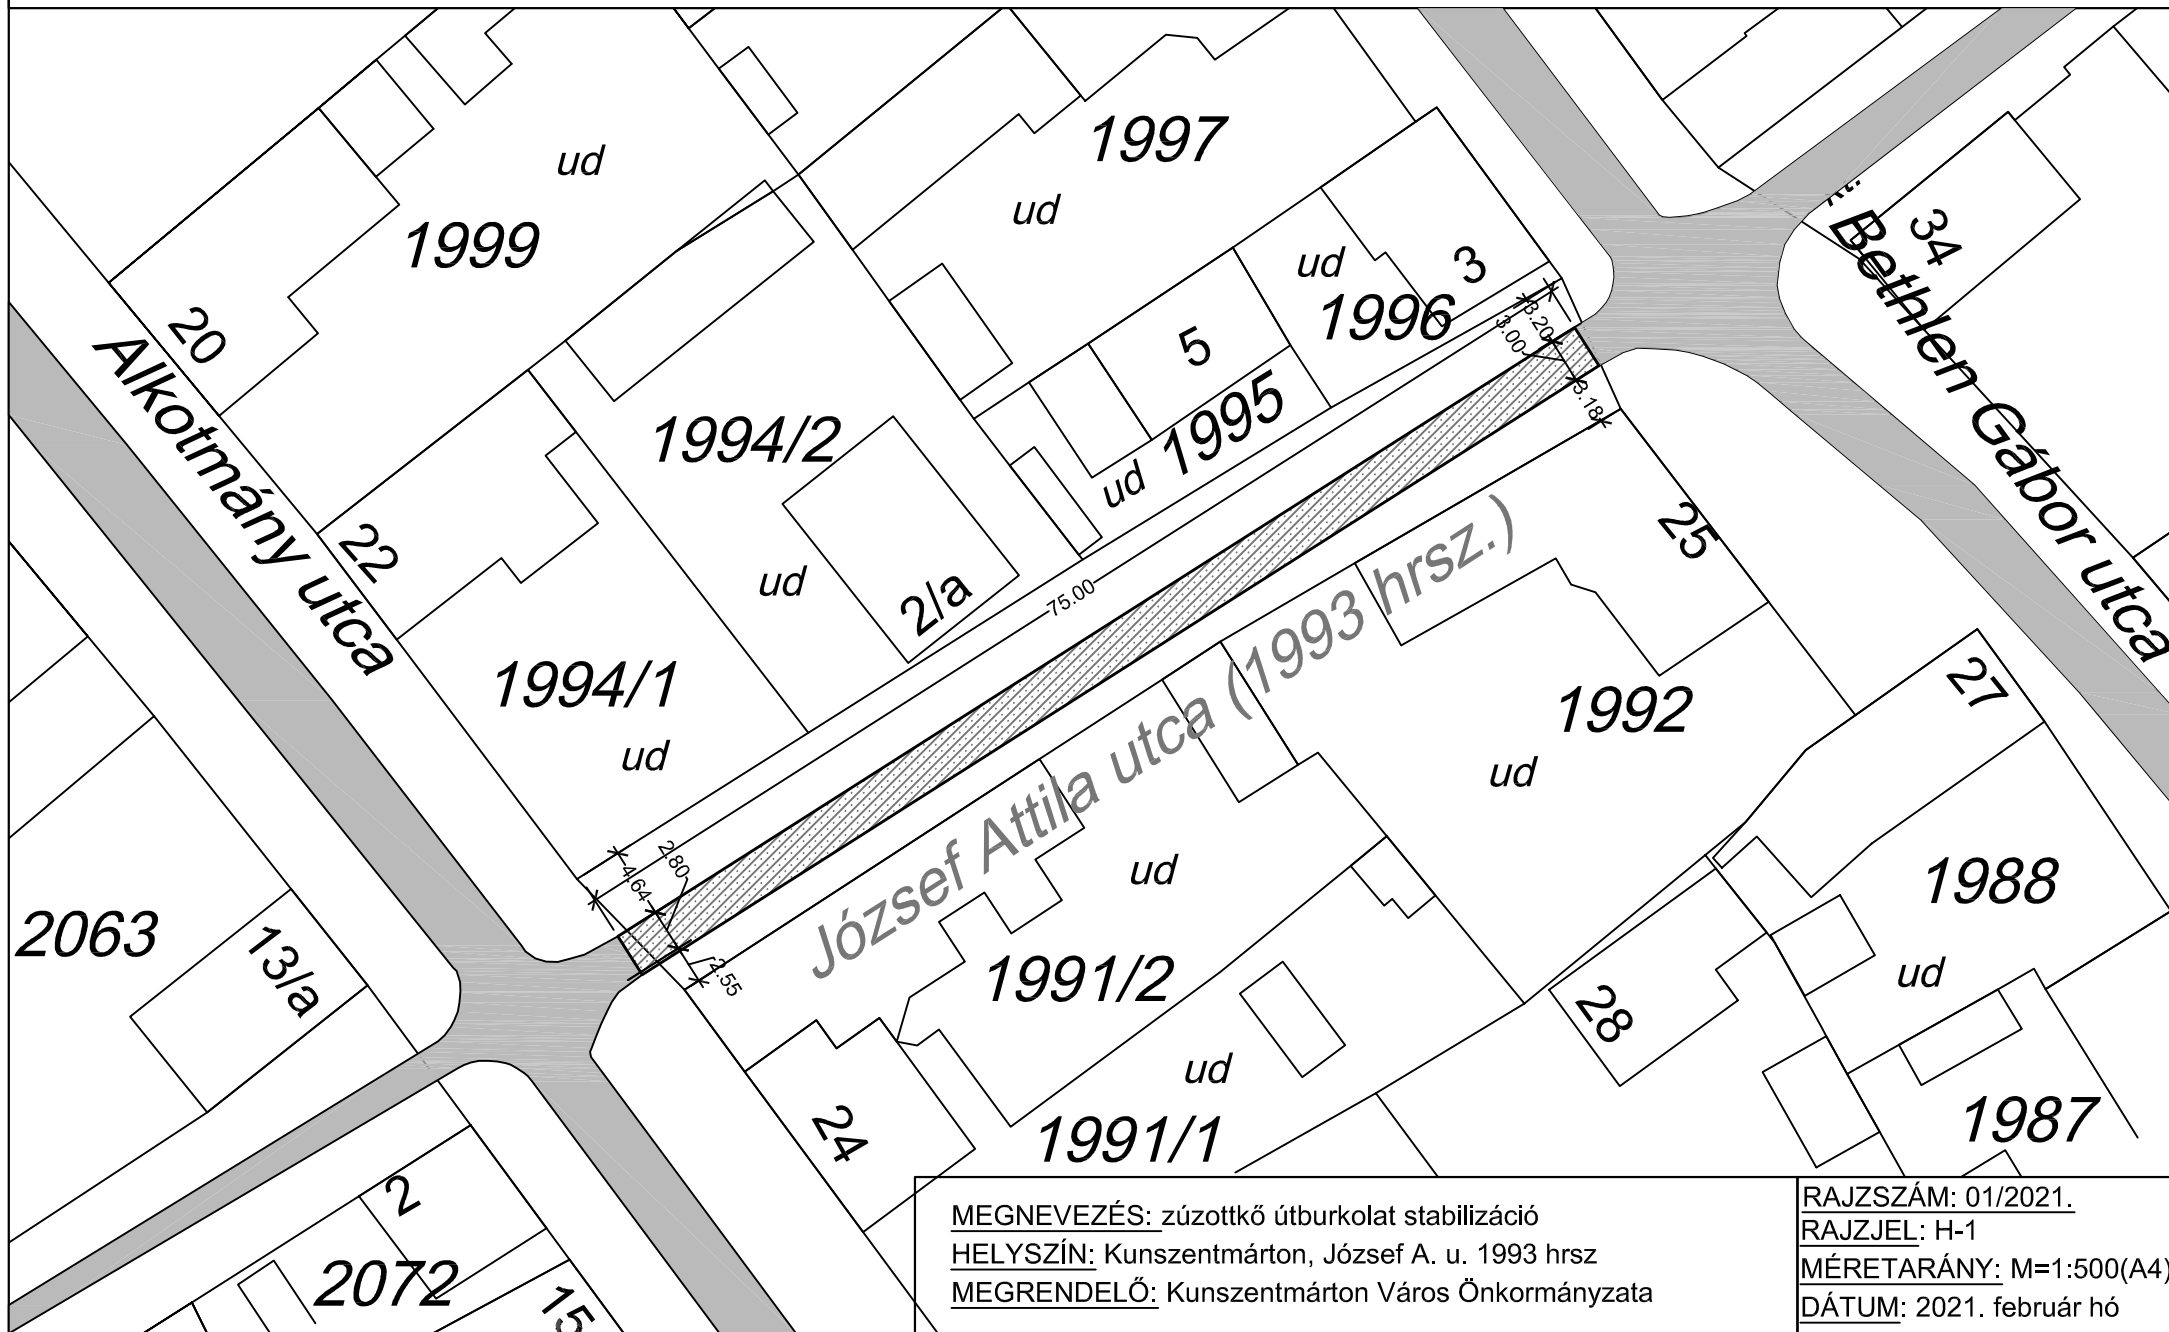 1997
ud
ud
1999
ud
3
1996
34
Bethlen Gábor utca
20
Alkotmány utca
5
1995
ud
3.20
3.00
3.18
1994/2
ud
2/a
22
75.00
25
József Attila utca (1993 hrsz.)
1994/1
ud
1992
ud
27
2.80
4.64
2.55
ud
1988
ud
2063
13/a
1991/2
28
ud
1991/1
24
1987
2
2072
15
MEGNEVEZÉS: zúzottkő útburkolat stabilizáció
HELYSZÍN: Kunszentmárton, József A. u. 1993 hrsz
MEGRENDELŐ: Kunszentmárton Város Önkormányzata
RAJZSZÁM: 01/2021.
RAJZJEL: H-1
MÉRETARÁNY: M=1:500(A4)
DÁTUM: 2021. február hó